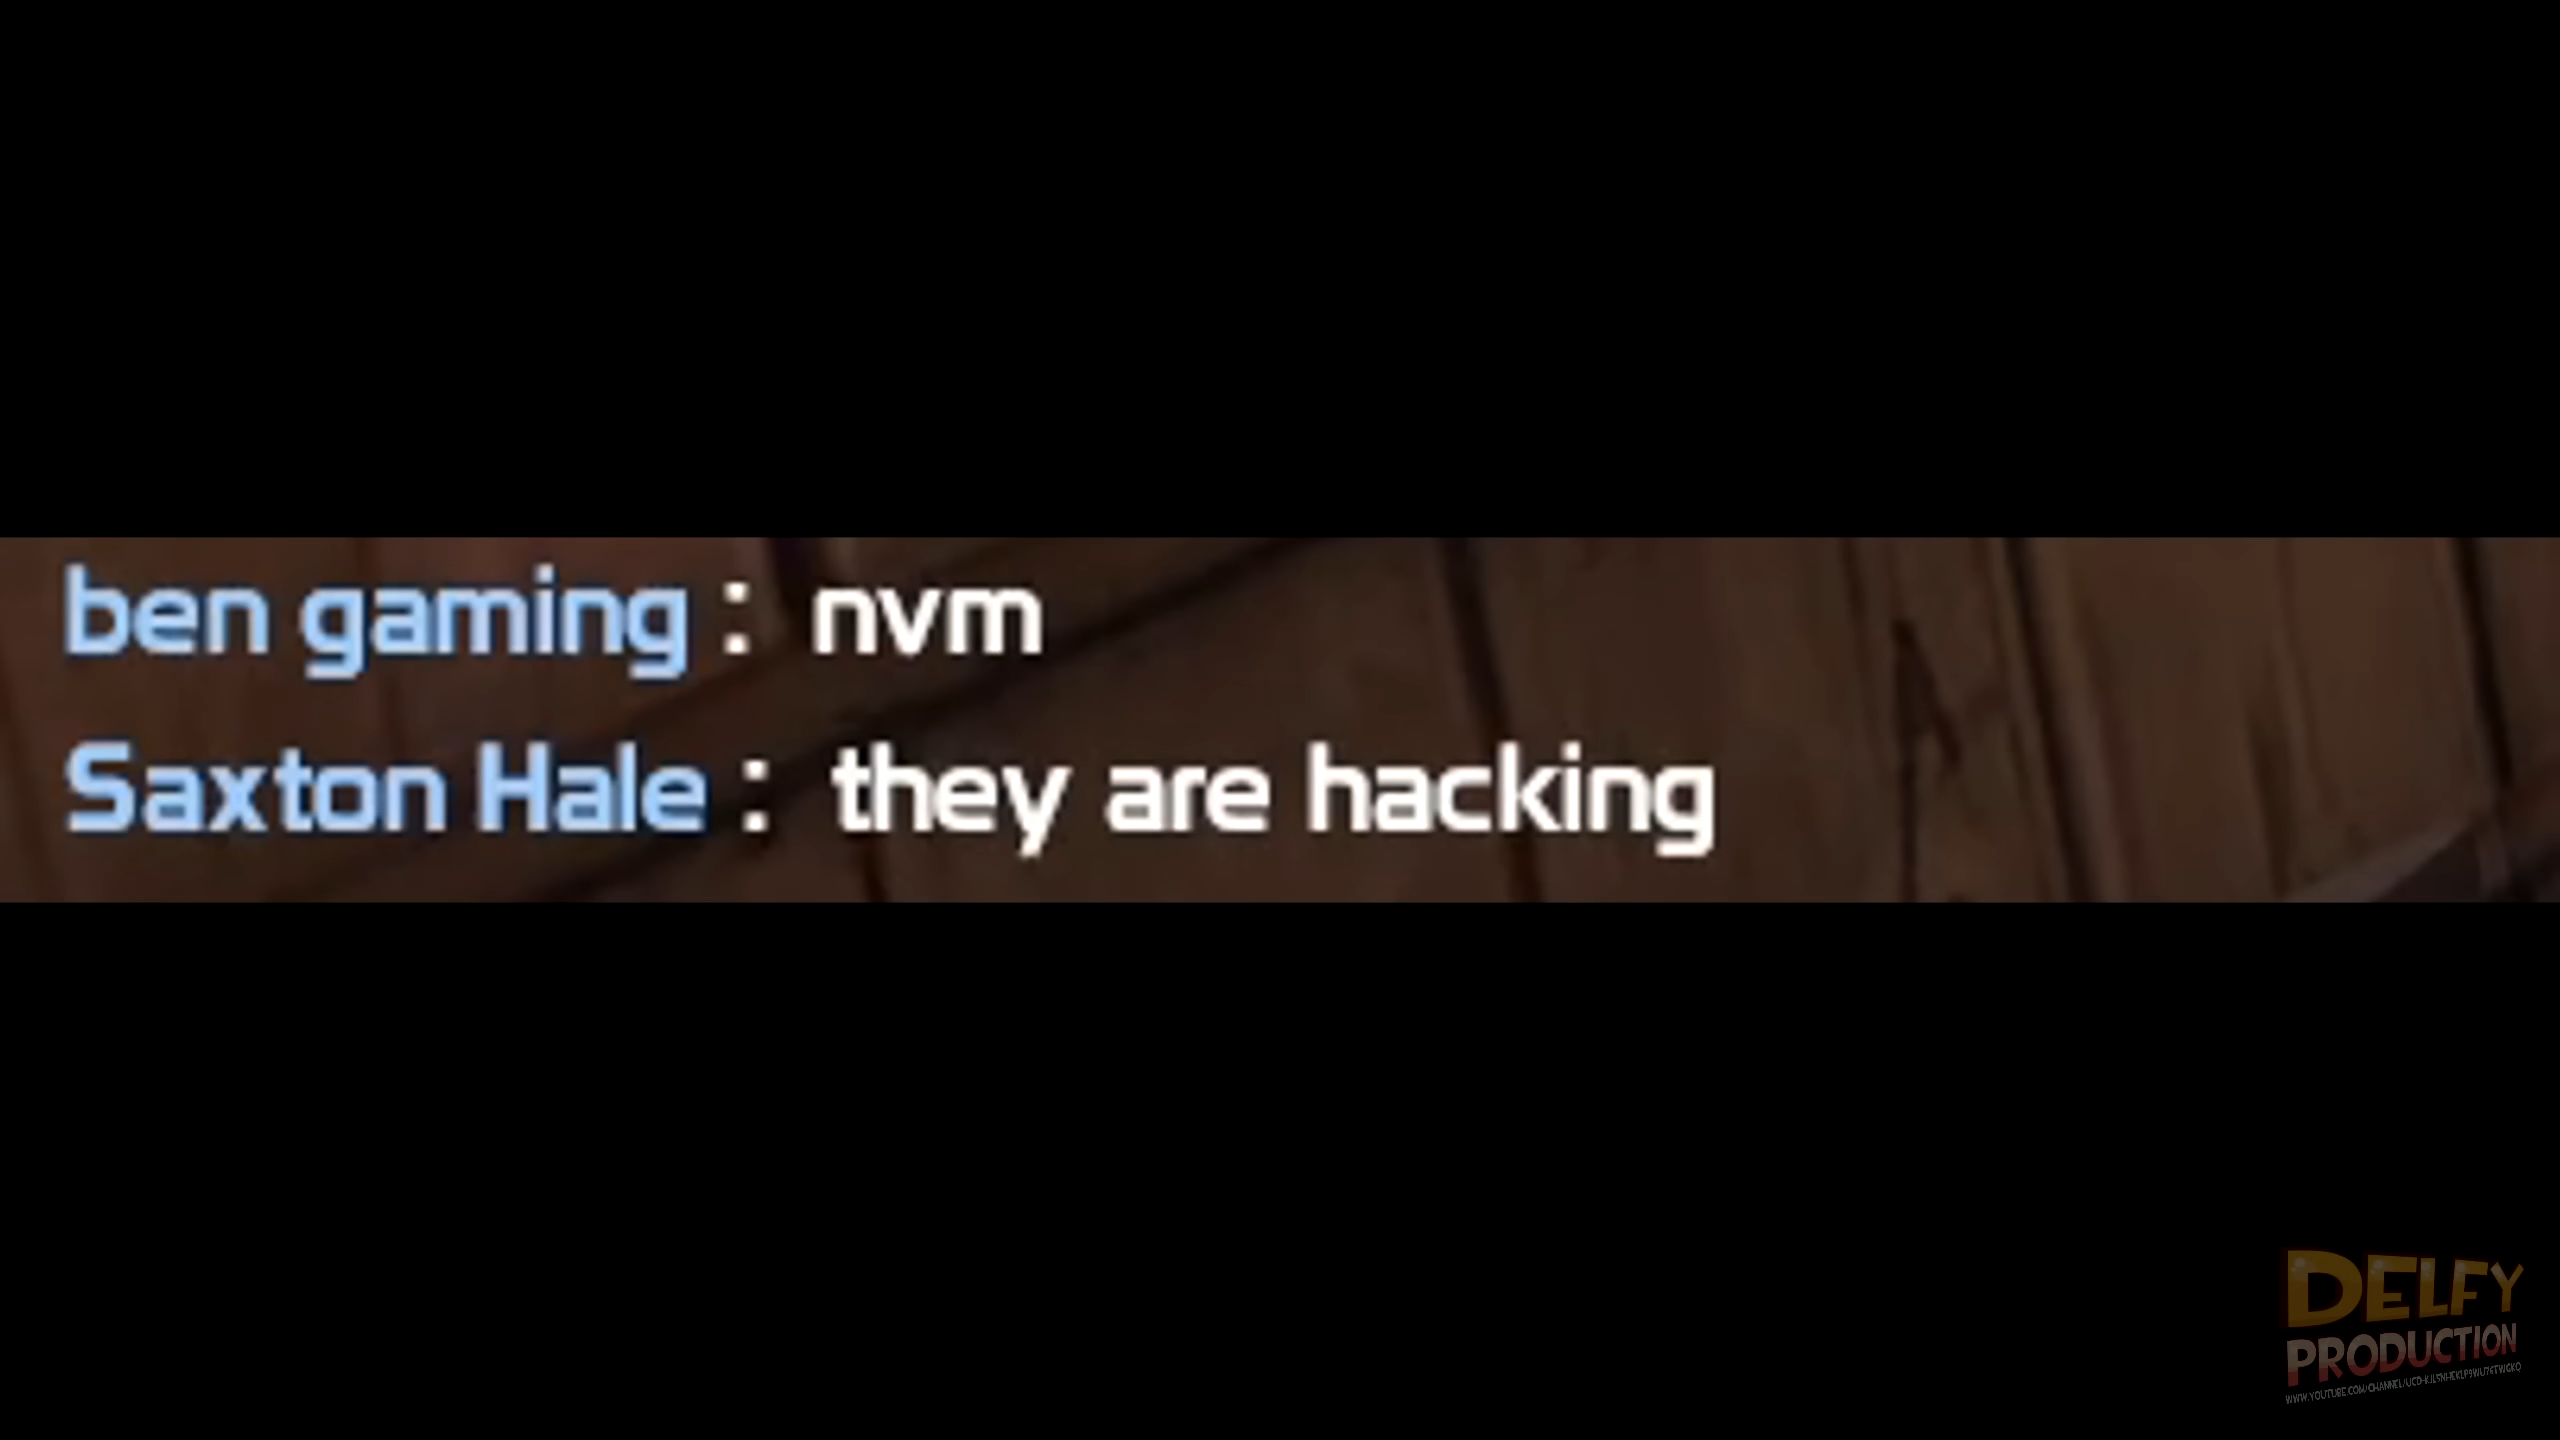 ben gaming : nvm
Saxton Hale : they are hacking
DELFY
PRODUCTION